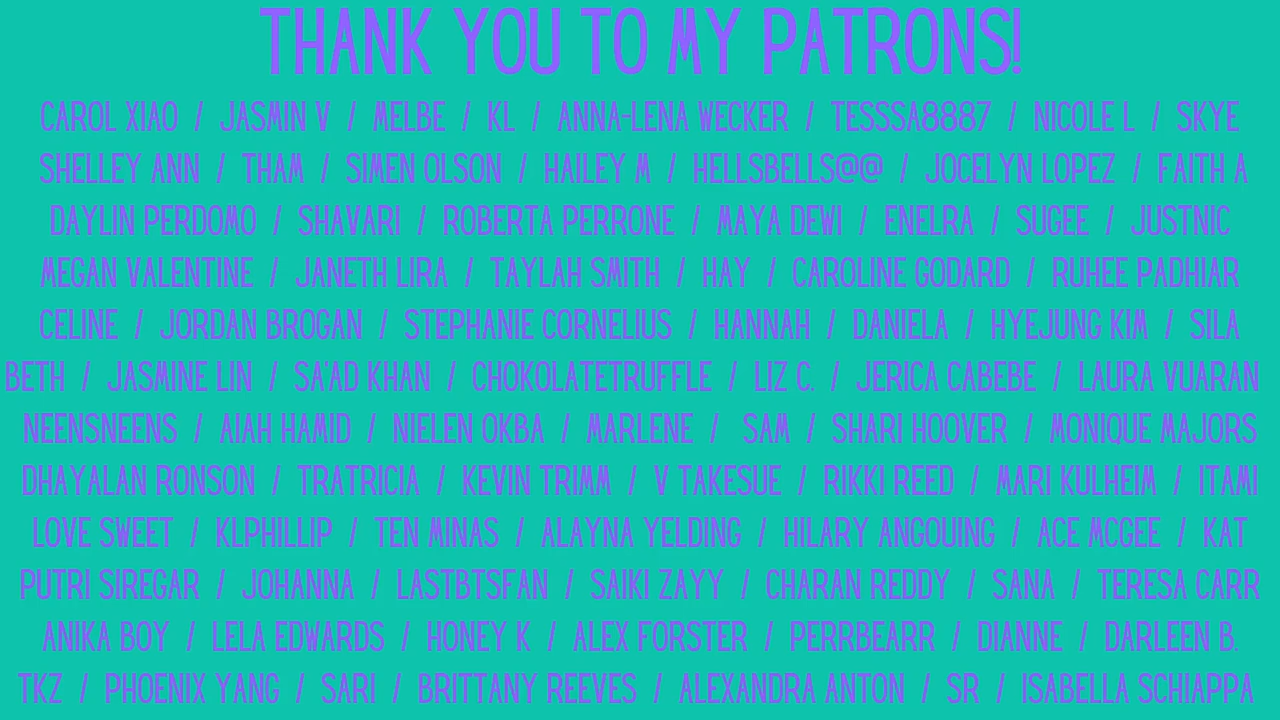 THANK YOU TO MY PATRONS!
CAROL XIAO / JASMIN V / MELBE / KL / ANNA-LENA WECKER / TESSSA8887 / NICOLE L / SKYE
SHELLEY ANN / THAM / SIMEN OLSON / HAILEY M / HELLSBELLS@@ / JOCELYN LOPEZ / FAITH A
DAYLIN PERDOMO / SHAVARI / ROBERTA PERRONE / MAYA DEWI / ENELRA / SUGEE / JUSTNIC
MEGAN VALENTINE / JANETH LIRA / TAYLAH SMITH / HAY / CAROLINE GODARD / RUHEE PADHIAR
CELINE / JORDAN BROGAN / STEPHANIE CORNELIUS / HANNAH / DANIELA / HYEJUNG KIM / SILA
BETH / JASMINE LIN / SA'AD KHAN / CHOKOLATETRUFFLE / LIZ C. / JERICA CABEBE / LAURA VUARAN
NEENSNEENS / AIAH HAMID / NIELEN OKBA / MARLENE / SAM / SHARI HOOVER / MONIQUE MAJORS
DHAYALAN RONSON / TRATRICIA / KEVIN TRIMM / V TAKESUE / RIKKI REED / MARI KULHEIM / ITAMI
LOVE SWEET / KLPHILLIP / TEN MINAS / ALAYNA YELDING / HILARY ANGOUING / ACE MCGEE / KAT
PUTRI SIREGAR / JOHANNA / LASTBTSFAN / SAIKI ZAYY / CHARAN REDDY / SANA / TERESA CARR
ANIKA BOY / LELA EDWARDS / HONEY K / ALEX FORSTER / PERRBEARR / DIANNE / DARLEEN B.
TKZ / PHOENIX YANG / SARI / BRITTANY REEVES / ALEXANDRA ANTON / SR / ISABELLA SCHIAPPA